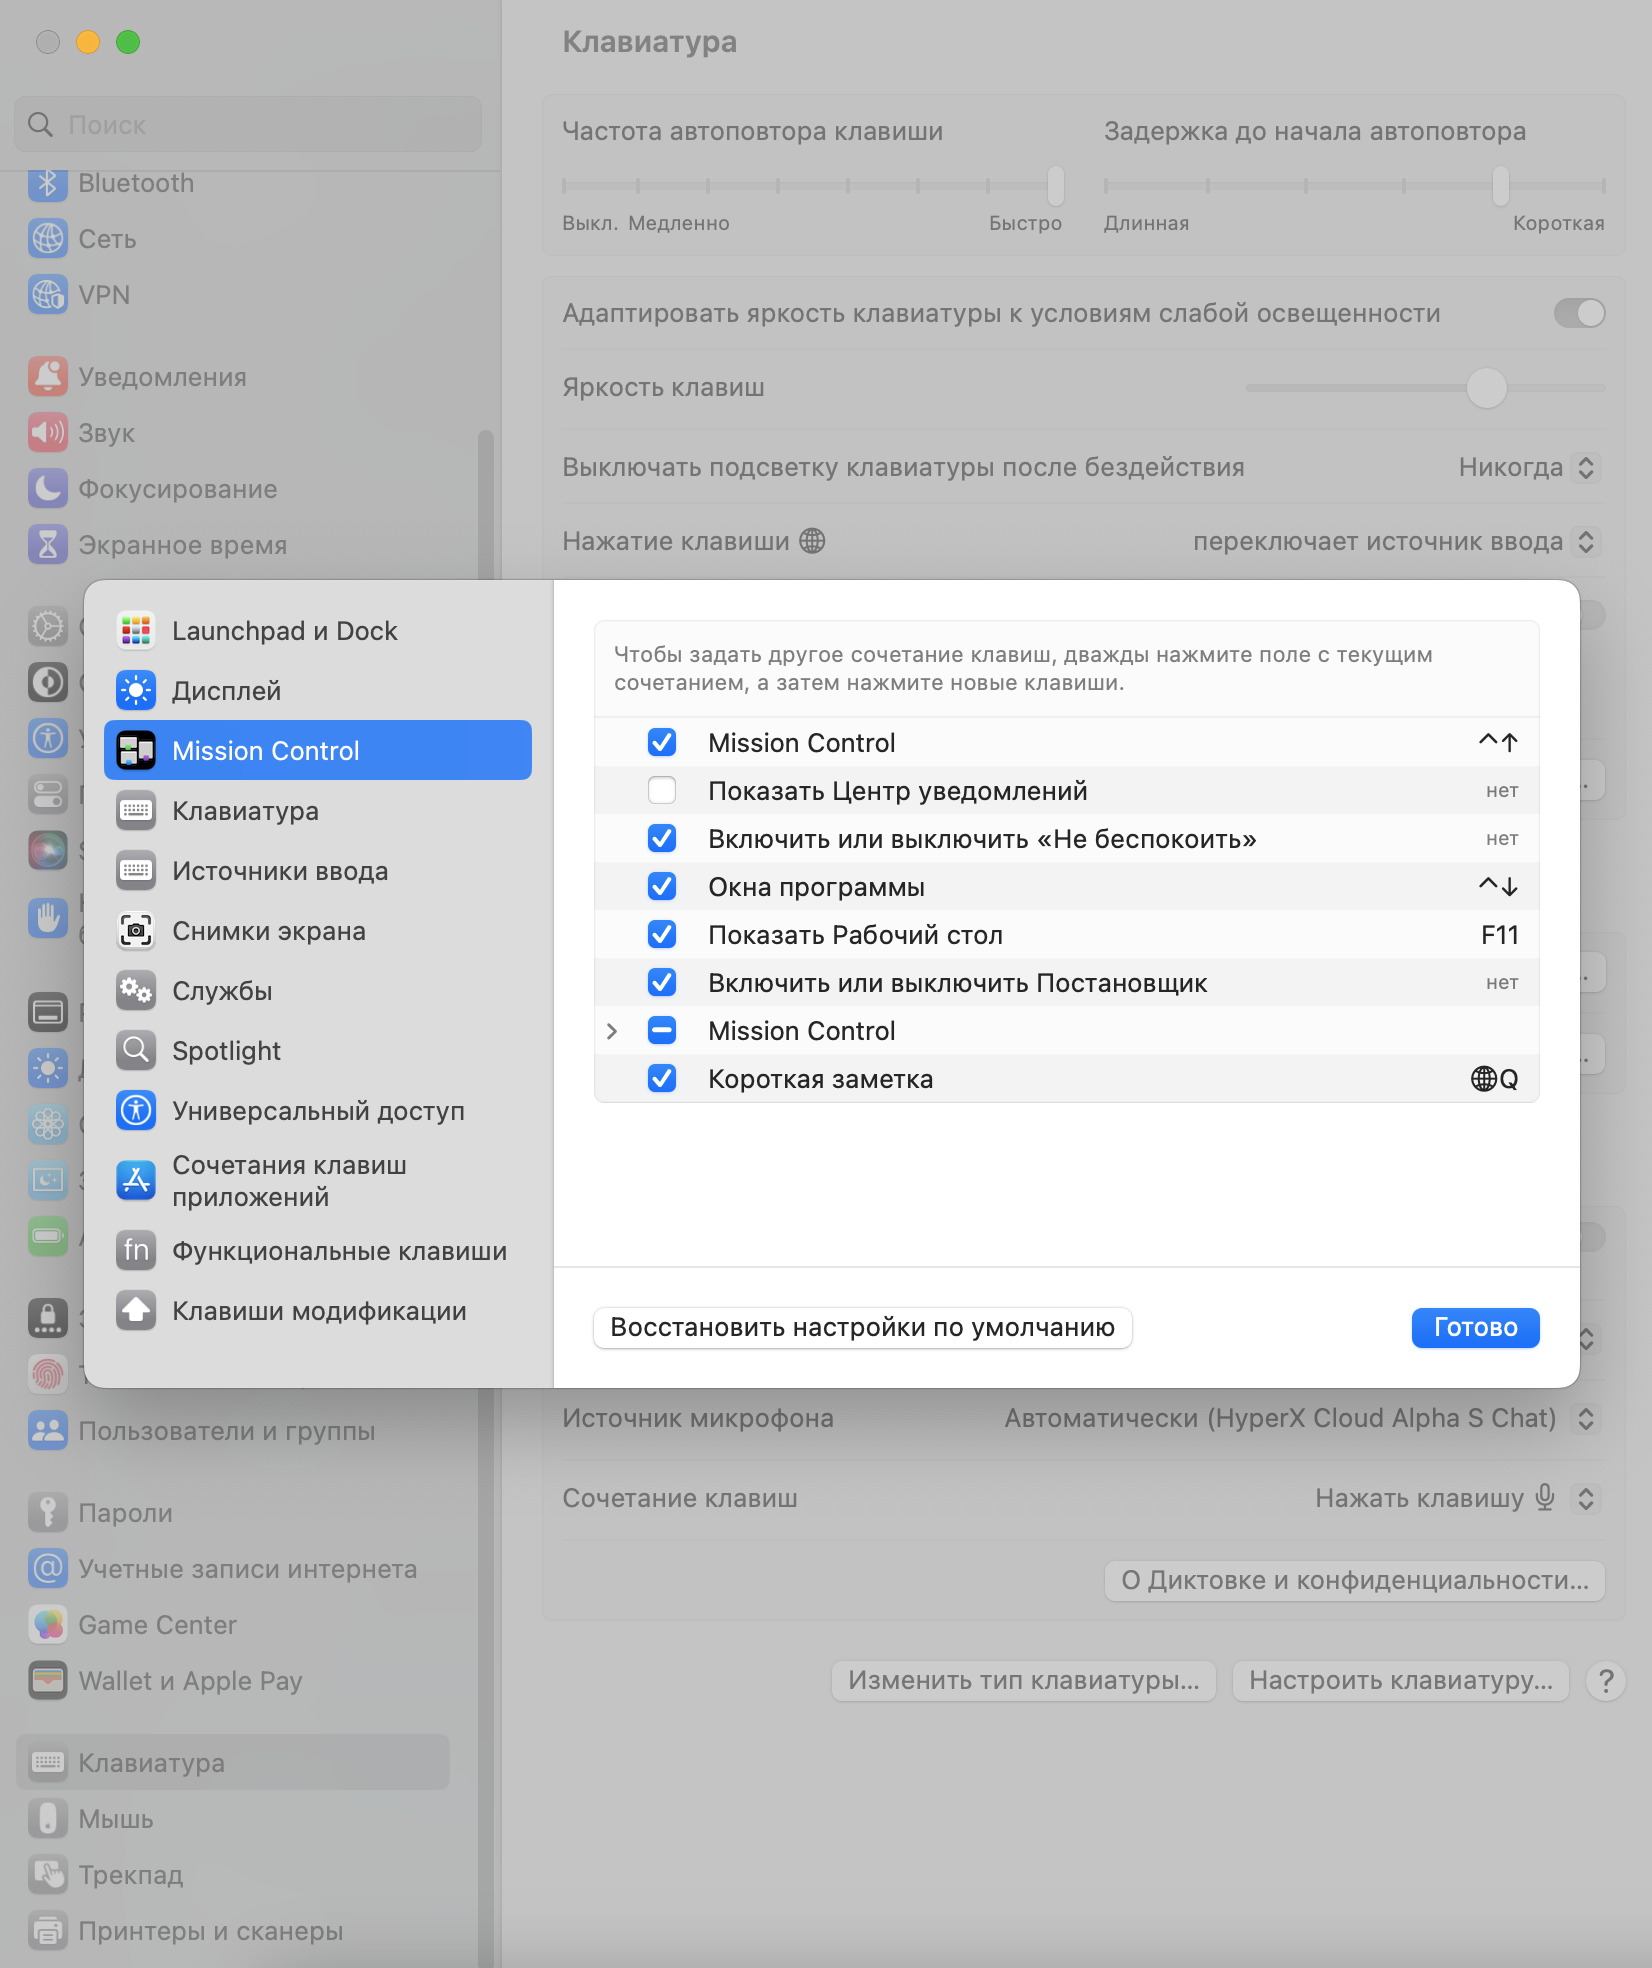 Клавиатура
Поиск
Bluetooth
Сеть
VPN
Уведомления
Звук
Фокусирование
Экранное время
Пользователи и группы
Пароли
Учетные записи интернета
Game Center
Wallet и Apple Pay
Клавиатура
Мышь
Трекпад
Принтеры и сканеры
Частота автоповтора клавиши
Задержка до начала автоповтора
Выкл. Медленно Быстро
Длинная Короткая
Адаптировать яркость клавиатуры к условиям слабой освещенности
Яркость клавиш
Выключать подсветку клавиатуры после бездействия Никогда
Нажатие клавиши переключает источник ввода
Launchpad и Dock
Дисплей
Mission Control
Клавиатура
Источники ввода
Снимки экрана
Службы
Spotlight
Универсальный доступ
Сочетания клавиш
приложений
fn Функциональные клавиши
Клавиши модификации
Чтобы задать другое сочетание клавиш, дважды нажмите поле с текущим
сочетанием, а затем нажмите новые клавиши.
Mission Control ^↑
Показать Центр уведомлений нет
Включить или выключить «Не беспокоить» нет
Окна программы ^↓
Показать Рабочий стол F11
Включить или выключить Постановщик нет
Mission Control
Короткая заметка Q
Восстановить настройки по умолчанию
Готово
Источник микрофона Автоматически (HyperX Cloud Alpha S Chat)
Сочетание клавиш Нажать клавишу
О Диктовке и конфиденциальности...
Изменить тип клавиатуры...
Настроить клавиатуру...
?